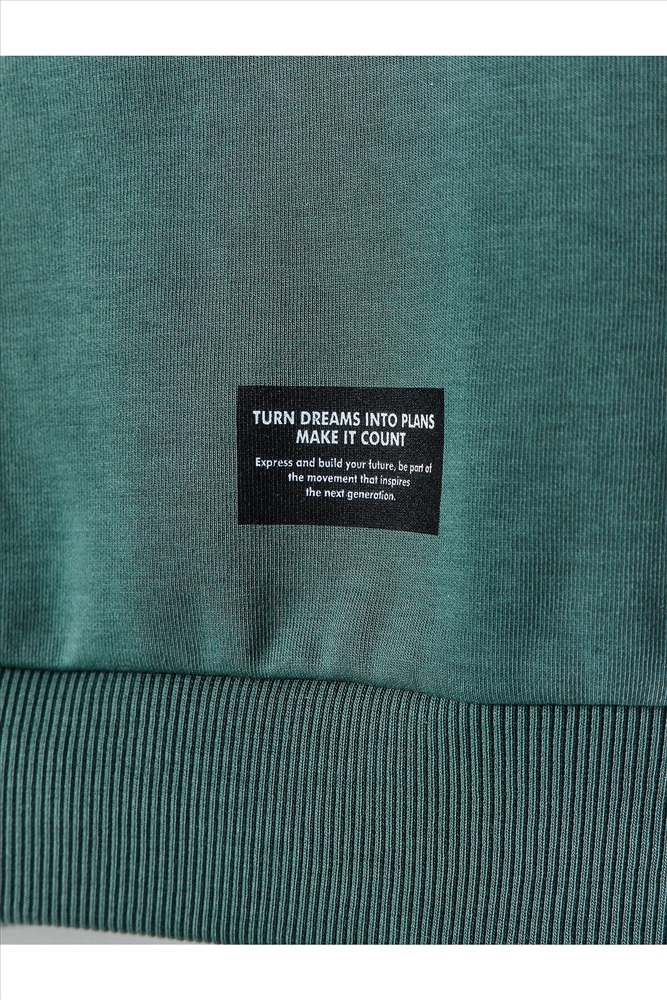 TURN DREAMS INTO PLANS
MAKE IT COUNT
Express and build your future, be part of
the movement that inspires
the next generation.